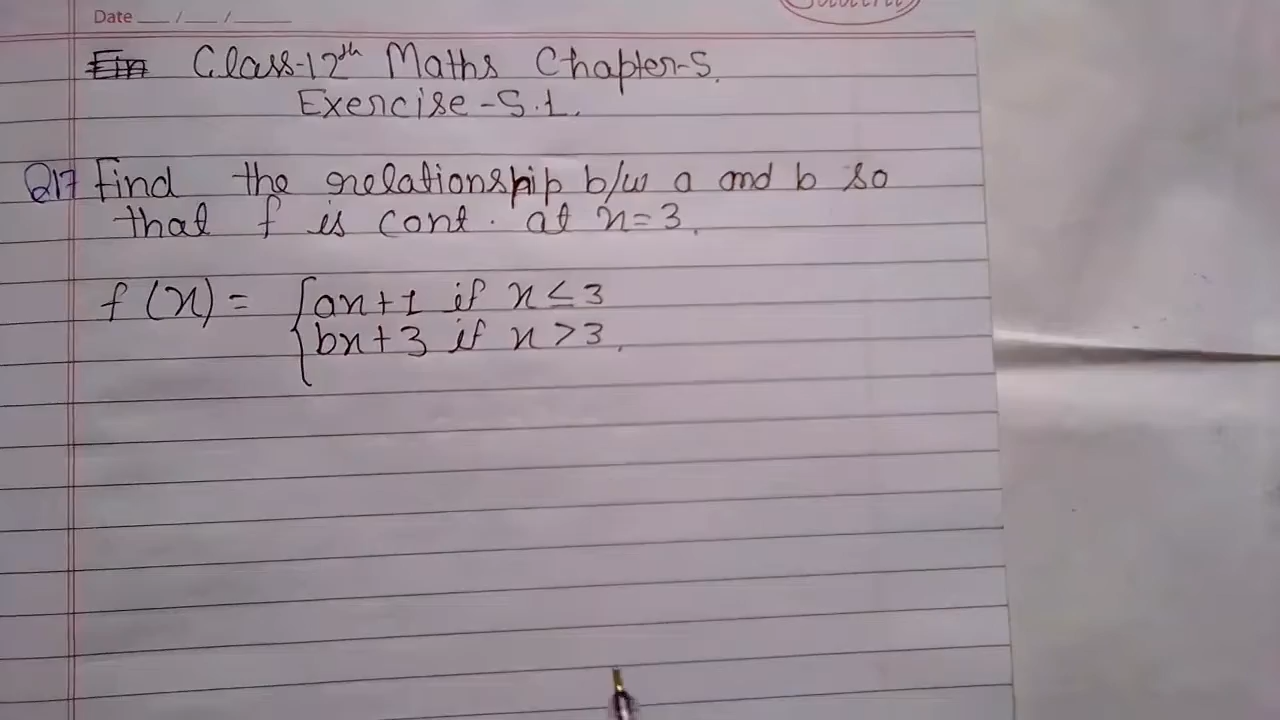 Date ___/___/______
Class-12th Maths Chapter-5.
Exercise-5.1.
Q17 Find the relationship b/w a and b so
that f is cont. at x=3.
f(x) = { ax+1 if x ≤ 3
bx+3 if x > 3.